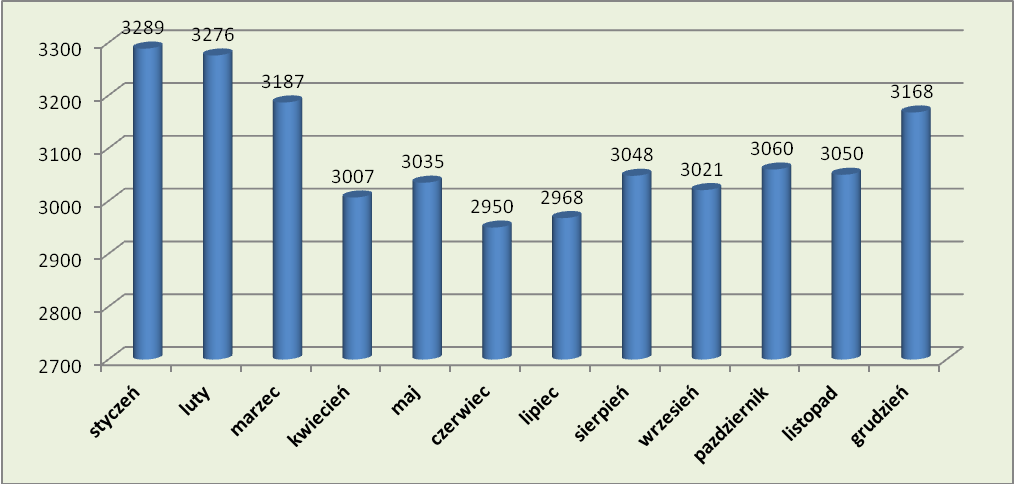 3300
3200
3100
3000
2900
2800
2700
3289
3276
3187
3007
3035
2950
2968
3048
3021
3060
3050
3168
styczeń
luty
marzec
kwiecień
maj
czerwiec
lipiec
sierpień
wrzesień
pazdziernik
listopad
grudzień